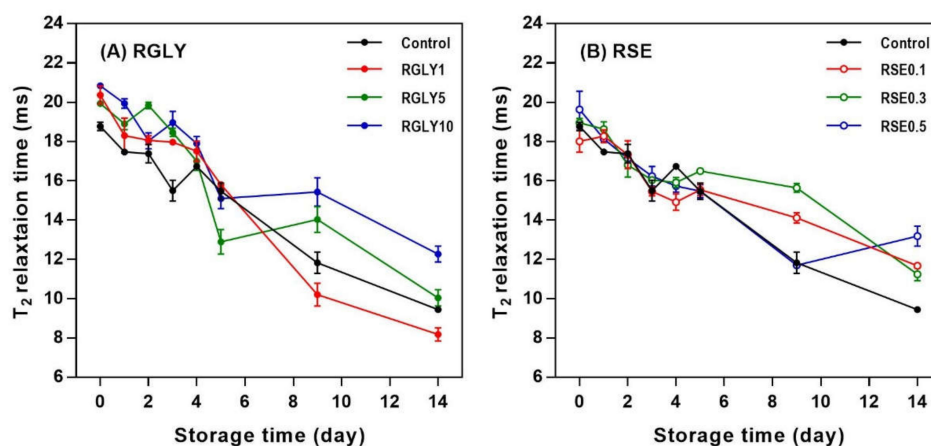 (A) RGLY
Control
RGLY1
RGLY5
RGLY10
T₂ relaxtaion time (ms)
24
22
20
18
16
14
12
10
8
6
0 2 4 6 8 10 12 14
Storage time (day)
(B) RSE
Control
RSE0.1
RSE0.3
RSE0.5
T₂ relaxation time (ms)
24
22
20
18
16
14
12
10
8
6
0 2 4 6 8 10 12 14
Storage time (day)